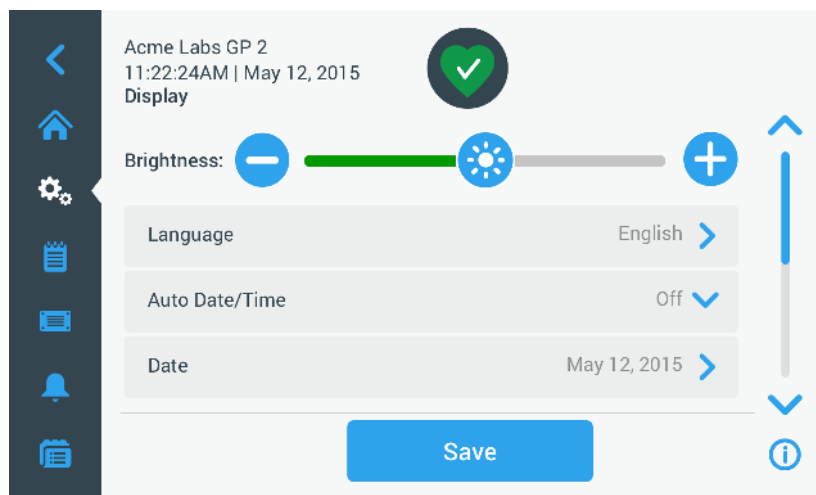 Acme Labs GP 2
11:22:24AM | May 12, 2015
Display
Brightness:
Language English
Auto Date/Time Off
Date May 12, 2015
Save